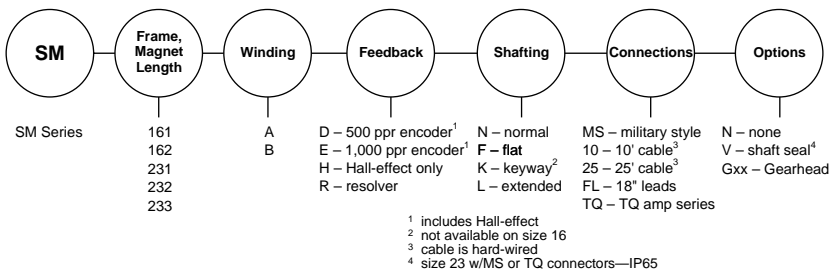 SM
Frame,
Magnet
Length
Winding
Feedback
Shafting
Connections
Options
SM Series
161
162
231
232
233
A
B
D – 500 ppr encoder¹
E – 1,000 ppr encoder¹
H – Hall-effect only
R – resolver
N – normal
F – flat
K – keyway²
L – extended
MS – military style
10 – 10' cable³
25 – 25' cable³
FL – 18" leads
TQ – TQ amp series
N – none
V – shaft seal⁴
Gxx – Gearhead
¹ includes Hall-effect
² not available on size 16
³ cable is hard-wired
⁴ size 23 w/MS or TQ connectors—IP65